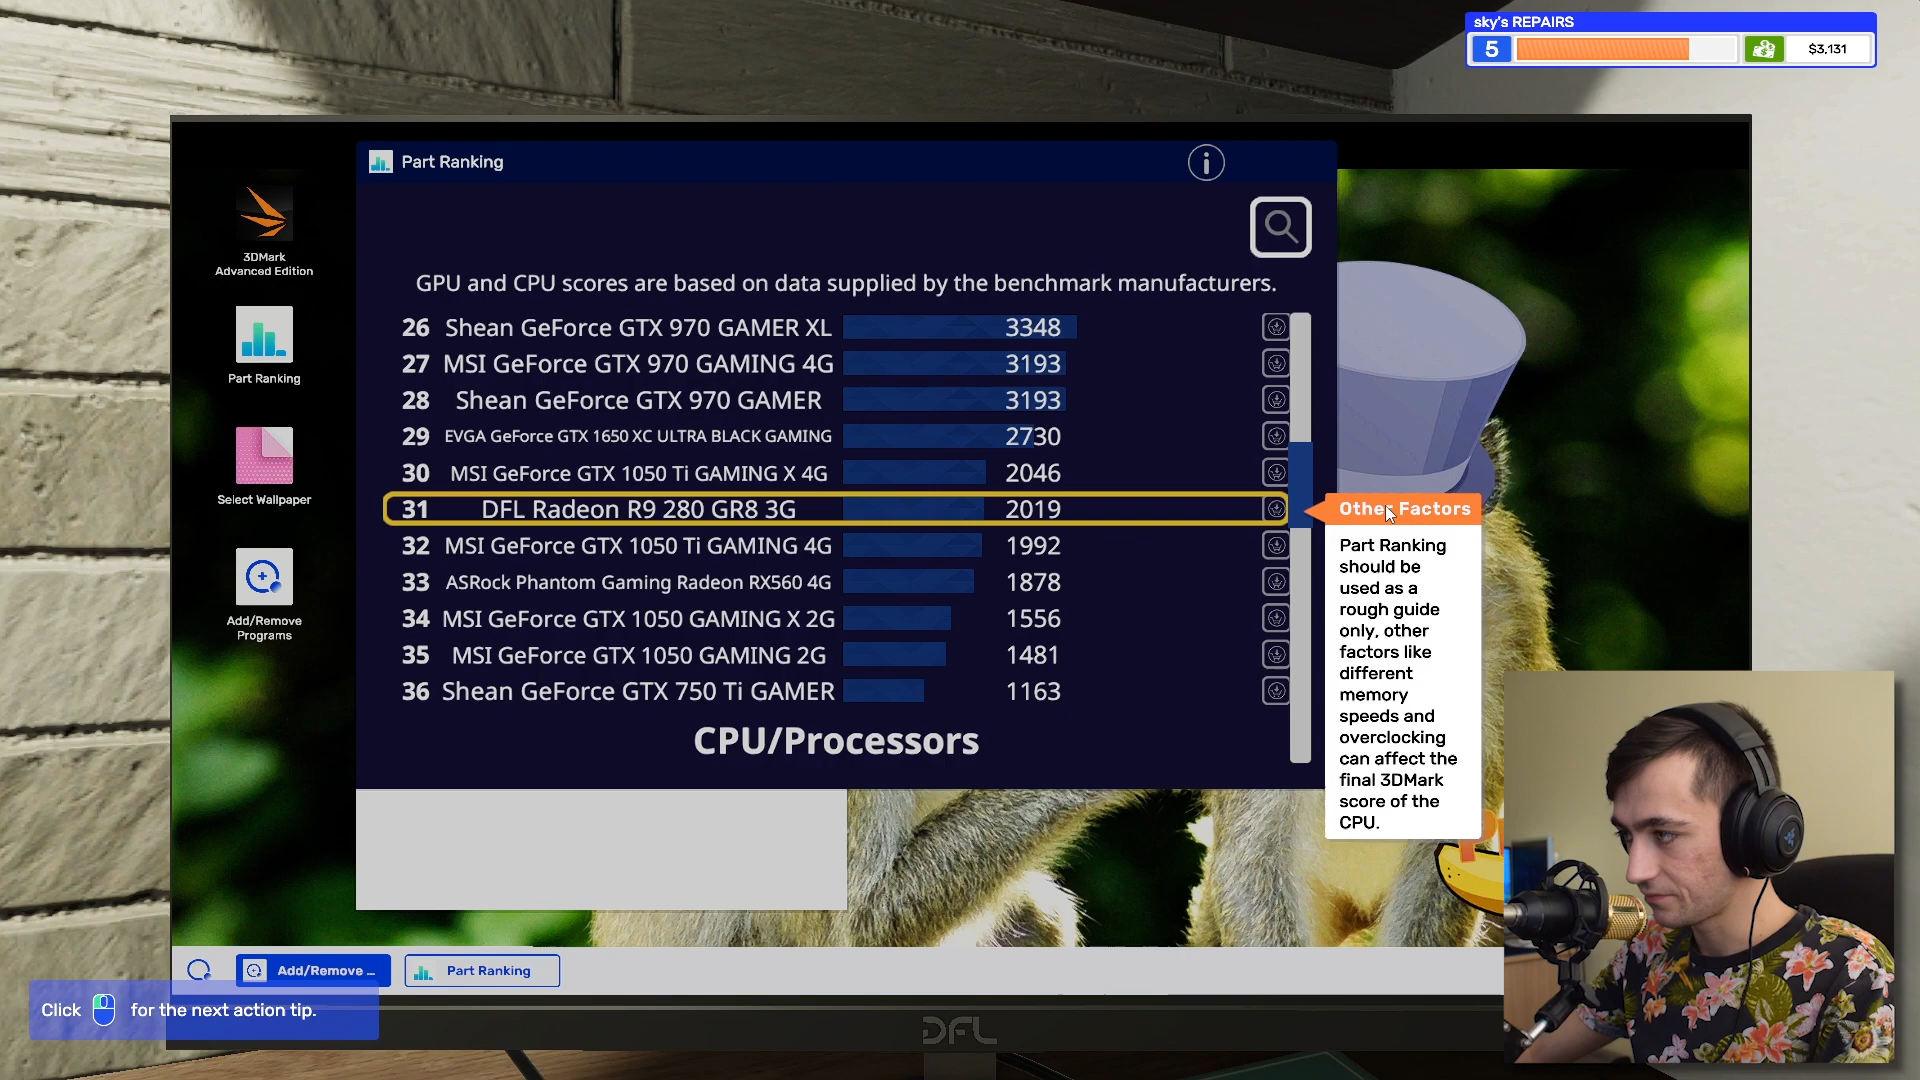 sky's REPAIRS
5
$3,131
Part Ranking
3DMark
Advanced Edition
Part Ranking
Select Wallpaper
Add/Remove
Programs
GPU and CPU scores are based on data supplied by the benchmark manufacturers.
26 Shean GeForce GTX 970 GAMER XL 3348
27 MSI GeForce GTX 970 GAMING 4G 3193
28 Shean GeForce GTX 970 GAMER 3193
29 EVGA GeForce GTX 1650 XC ULTRA BLACK GAMING 2730
30 MSI GeForce GTX 1050 Ti GAMING X 4G 2046
31 DFL Radeon R9 280 GR8 3G 2019
32 MSI GeForce GTX 1050 Ti GAMING 4G 1992
33 ASRock Phantom Gaming Radeon RX560 4G 1878
34 MSI GeForce GTX 1050 GAMING X 2G 1556
35 MSI GeForce GTX 1050 GAMING 2G 1481
36 Shean GeForce GTX 750 Ti GAMER 1163
CPU/Processors
Other Factors
Part Ranking
should be
used as a
rough guide
only, other
factors like
different
memory
speeds and
overclocking
can affect the
final 3DMark
score of the
CPU.
Add/Remove ...
Part Ranking
Click for the next action tip.
DFL